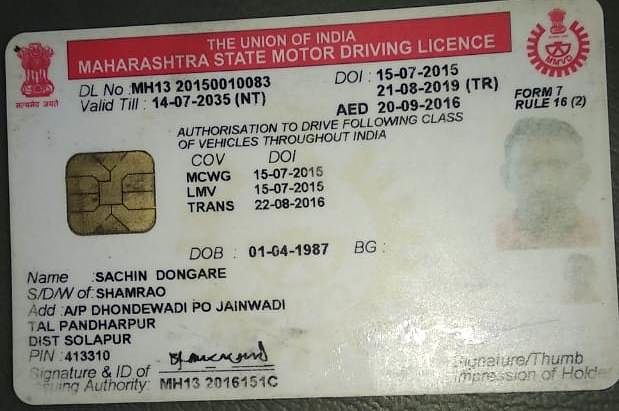 THE UNION OF INDIA
MAHARASHTRA STATE MOTOR DRIVING LICENCE
सत्यमेव जयते
MMVD
DL No :MH13 20150010083
DOI : 15-07-2015
Valid Till : 14-07-2035 (NT)
21-08-2019 (TR)
AED 20-09-2016
FORM 7
RULE 16 (2)
AUTHORISATION TO DRIVE FOLLOWING CLASS
OF VEHICLES THROUGHOUT INDIA
COV DOI
MCWG 15-07-2015
LMV 15-07-2015
TRANS 22-08-2016
DOB : 01-04-1987 BG :
Name :SACHIN DONGARE
S/D/W of :SHAMRAO
Add :A/P DHONDEWADI PO JAINWADI
TAL PANDHARPUR
DIST SOLAPUR
PIN :413310
Signature & ID of
Issuing Authority: MH13 2016151C
Signature/Thumb
Impression of Holder